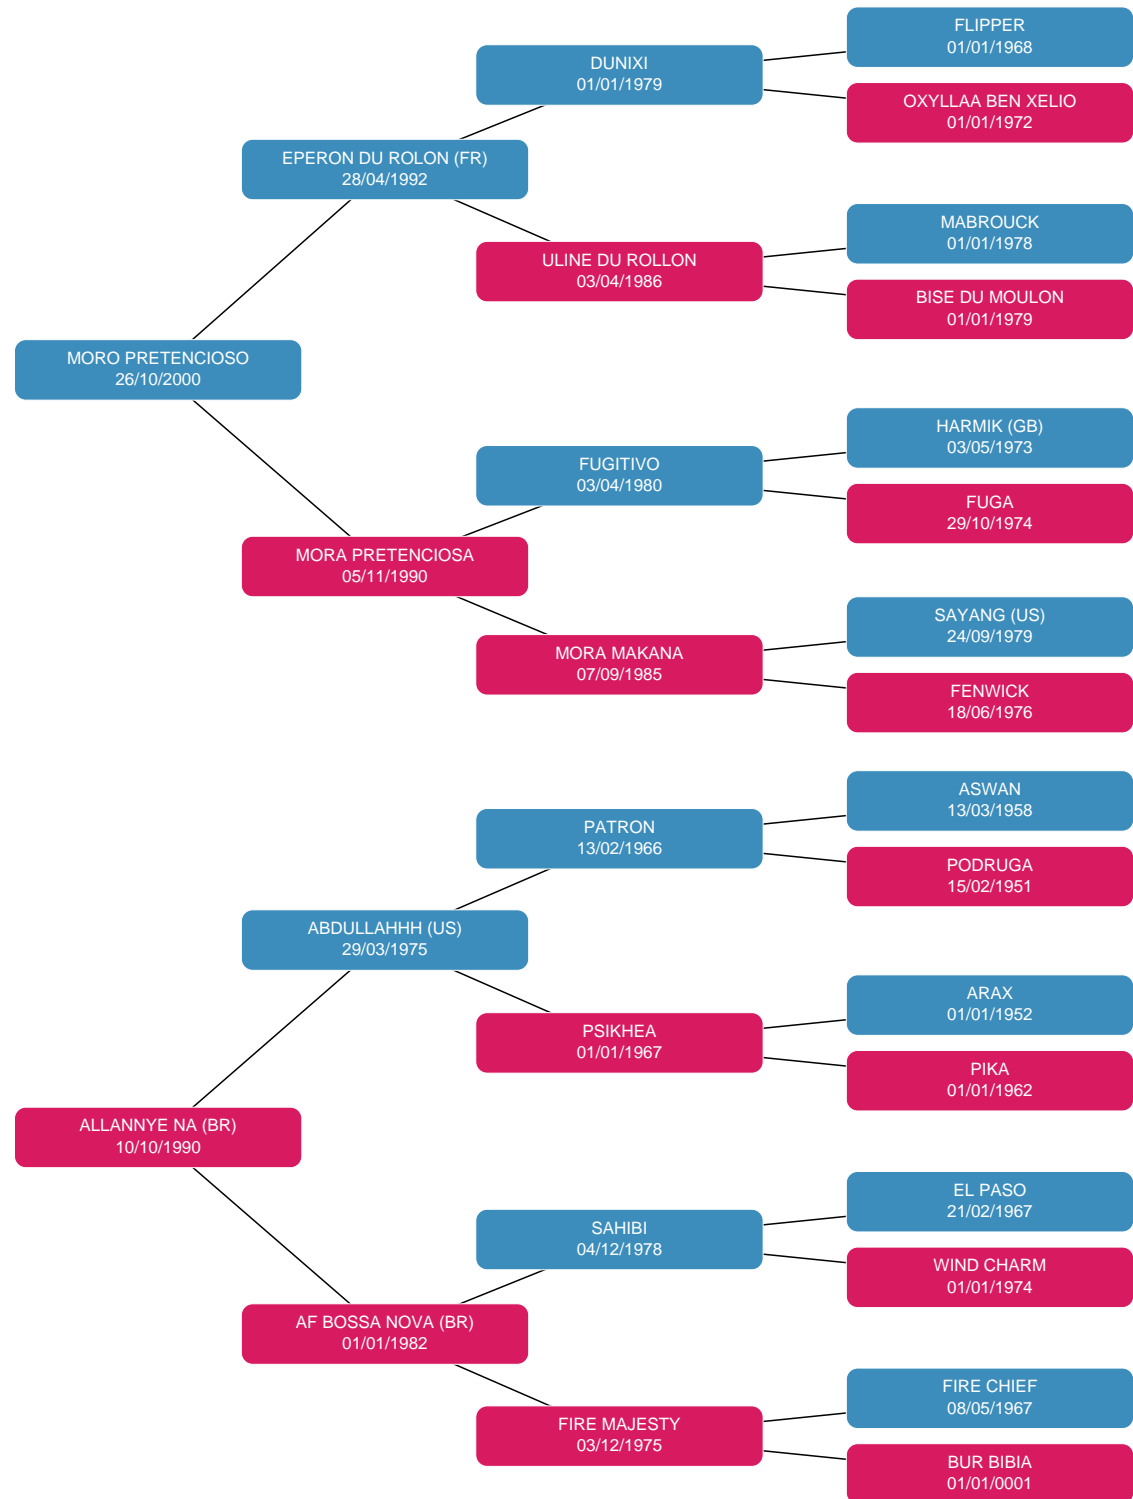 FLIPPER
01/01/1968
DUNIXI
01/01/1979
OXYLLAA BEN XELIO
01/01/1972
EPERON DU ROLON (FR)
28/04/1992
MABROUCK
01/01/1978
ULINE DU ROLLON
03/04/1986
BISE DU MOULON
01/01/1979
MORO PRETENCIOSO
26/10/2000
HARMIK (GB)
03/05/1973
FUGITIVO
03/04/1980
FUGA
29/10/1974
MORA PRETENCIOSA
05/11/1990
SAYANG (US)
24/09/1979
MORA MAKANA
07/09/1985
FENWICK
18/06/1976
ASWAN
13/03/1958
PATRON
13/02/1966
PODRUGA
15/02/1951
ABDULLAHHH (US)
29/03/1975
ARAX
01/01/1952
PSIKHEA
01/01/1967
PIKA
01/01/1962
ALLANNYE NA (BR)
10/10/1990
EL PASO
21/02/1967
SAHIBI
04/12/1978
WIND CHARM
01/01/1974
AF BOSSA NOVA (BR)
01/01/1982
FIRE CHIEF
08/05/1967
FIRE MAJESTY
03/12/1975
BUR BIBIA
01/01/0001